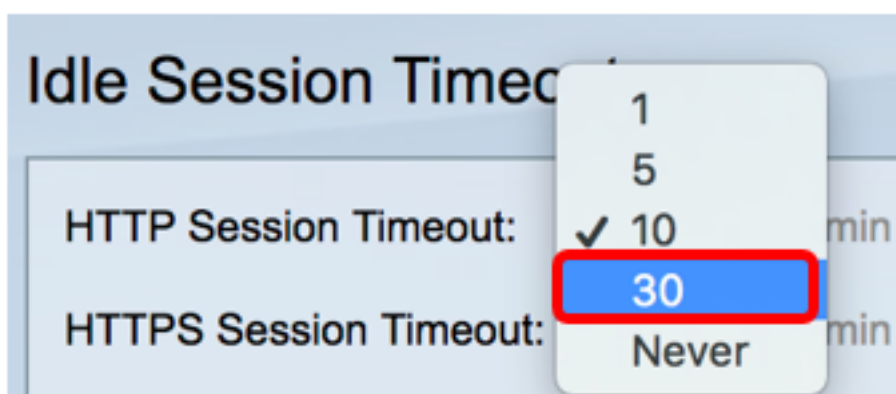 Idle Session Timeo
1
5
HTTP Session Timeout: ✓ 10 min
30
HTTPS Session Timeout: min
Never